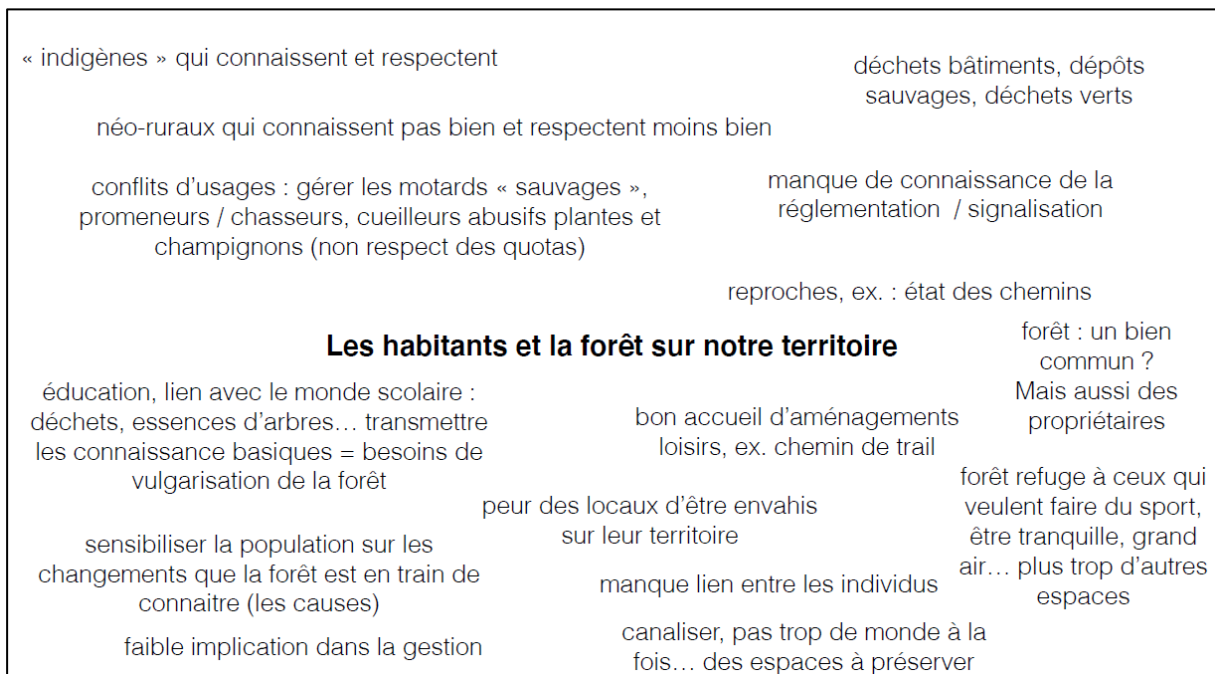 « indigènes » qui connaissent et respectent
déchets bâtiments, dépôts
sauvages, déchets verts
néo-ruraux qui connaissent pas bien et respectent moins bien
conflits d’usages : gérer les motards « sauvages »,
promeneurs / chasseurs, cueilleurs abusifs plantes et
champignons (non respect des quotas)
manque de connaissance de la
réglementation / signalisation
reproches, ex. : état des chemins
Les habitants et la forêt sur notre territoire
forêt : un bien
commun ?
Mais aussi des
propriétaires
éducation, lien avec le monde scolaire :
déchets, essences d’arbres… transmettre
les connaissance basiques = besoins de
vulgarisation de la forêt
bon accueil d’aménagements
loisirs, ex. chemin de trail
forêt refuge à ceux qui
veulent faire du sport,
être tranquille, grand
air… plus trop d’autres
espaces
peur des locaux d’être envahis
sur leur territoire
sensibiliser la population sur les
changements que la forêt est en train de
connaitre (les causes)
manque lien entre les individus
faible implication dans la gestion
canaliser, pas trop de monde à la
fois… des espaces à préserver